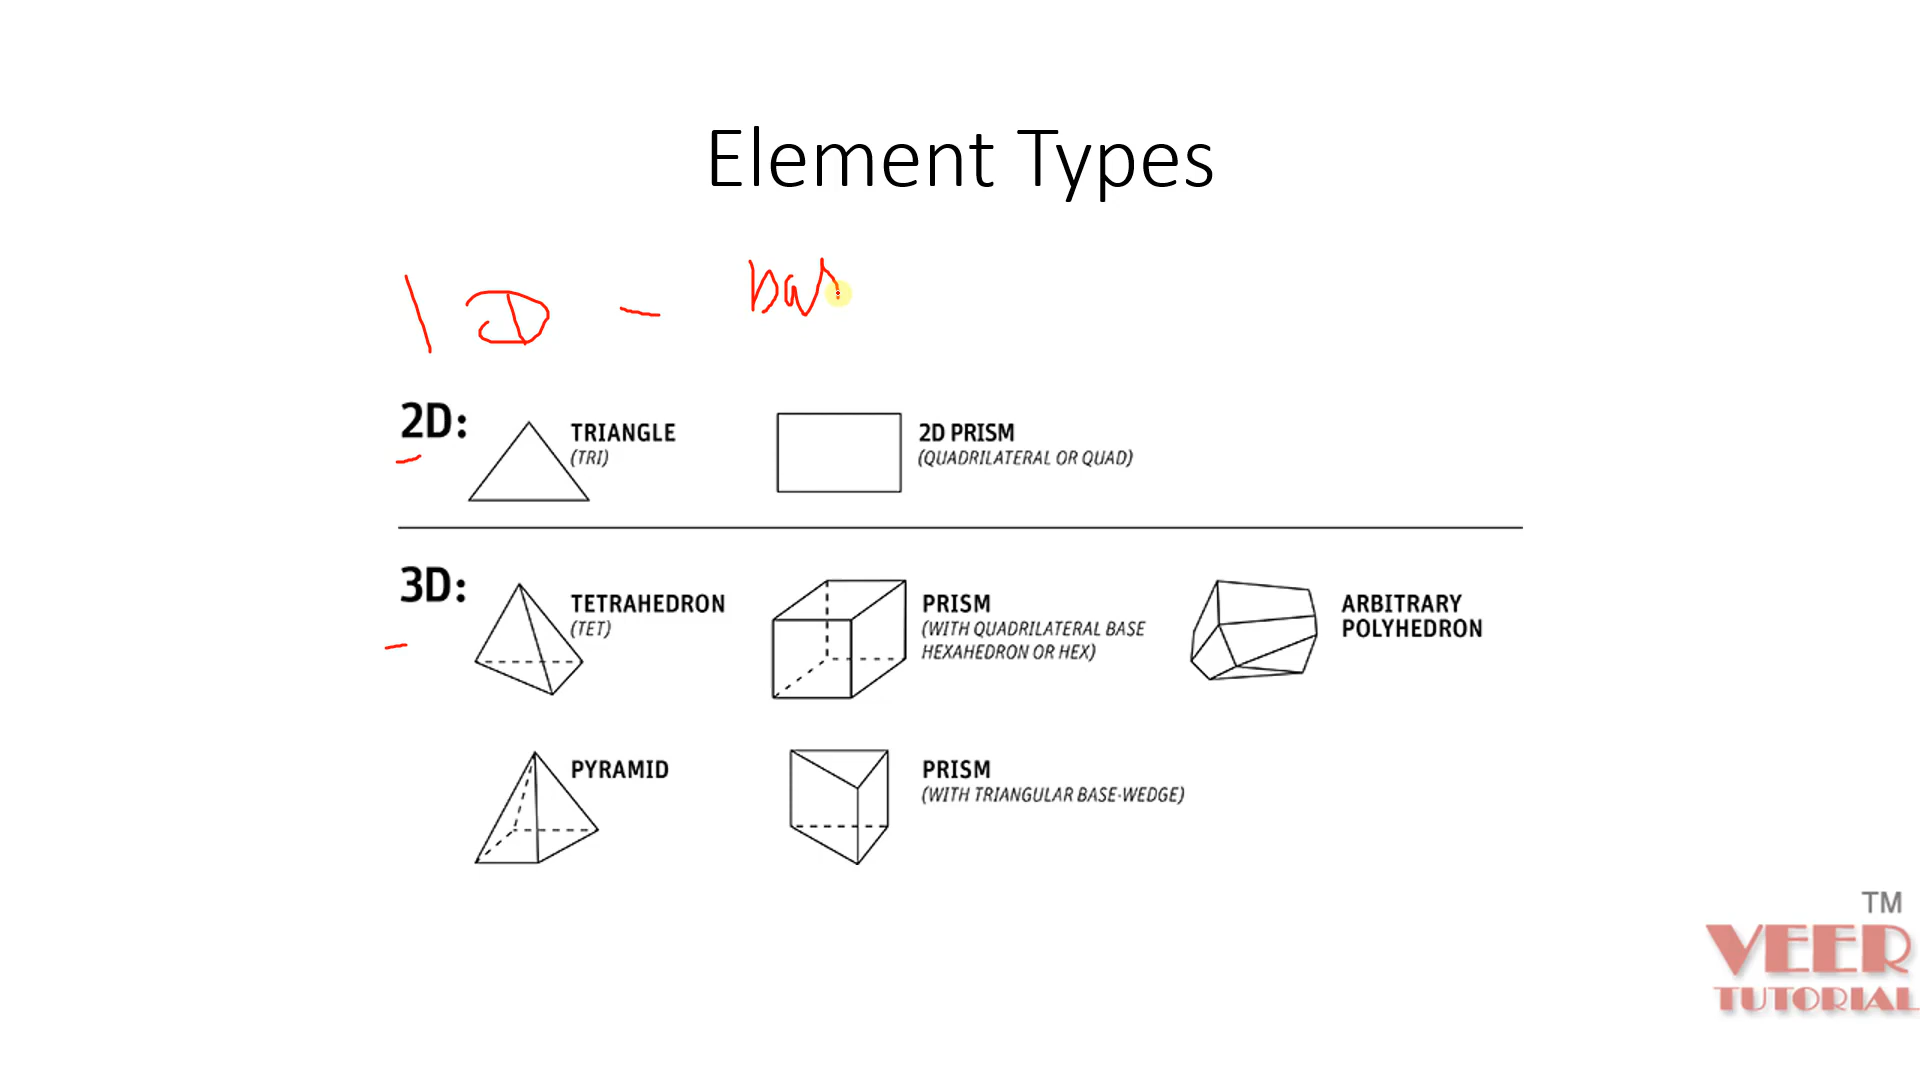 Element Types
1D - bar
2D:
TRIANGLE
(TRI)
2D PRISM
(QUADRILATERAL OR QUAD)
3D:
TETRAHEDRON
(TET)
PRISM
(WITH QUADRILATERAL BASE
HEXAHEDRON OR HEX)
ARBITRARY
POLYHEDRON
PYRAMID
PRISM
(WITH TRIANGULAR BASE-WEDGE)
TM
VEER
TUTORIAL